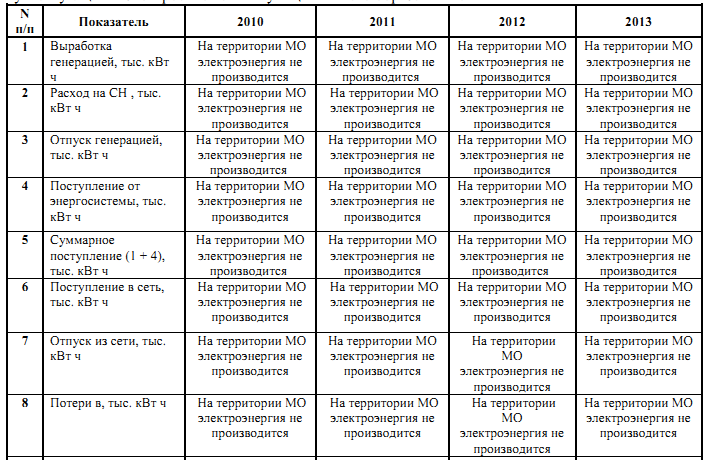 N п/п Показатель 2010 2011 2012 2013
1 Выработка генерацией, тыс. кВт ч На территории МО электроэнергия не производится На территории МО электроэнергия не производится На территории МО электроэнергия не производится На территории МО электроэнергия не производится
2 Расход на СН , тыс. кВт ч На территории МО электроэнергия не производится На территории МО электроэнергия не производится На территории МО электроэнергия не производится На территории МО электроэнергия не производится
3 Отпуск генерацией, тыс. кВт ч На территории МО электроэнергия не производится На территории МО электроэнергия не производится На территории МО электроэнергия не производится На территории МО электроэнергия не производится
4 Поступление от энергосистемы, тыс. кВт ч На территории МО электроэнергия не производится На территории МО электроэнергия не производится На территории МО электроэнергия не производится На территории МО электроэнергия не производится
5 Суммарное поступление (1 + 4), тыс. кВт ч На территории МО электроэнергия не производится На территории МО электроэнергия не производится На территории МО электроэнергия не производится На территории МО электроэнергия не производится
6 Поступление в сеть, тыс. кВт ч На территории МО электроэнергия не производится На территории МО электроэнергия не производится На территории МО электроэнергия не производится На территории МО электроэнергия не производится
7 Отпуск из сети, тыс. кВт ч На территории МО электроэнергия не производится На территории МО электроэнергия не производится На территории МО электроэнергия не производится На территории МО электроэнергия не производится
8 Потери в, тыс. кВт ч На территории МО электроэнергия не производится На территории МО электроэнергия не производится На территории МО электроэнергия не производится На территории МО электроэнергия не производится